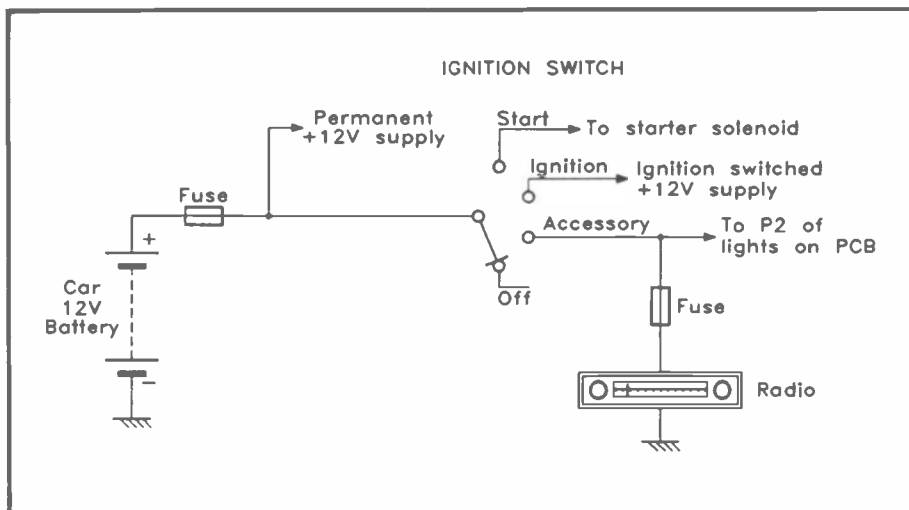 IGNITION SWITCH
Permanent
+12V supply
Start
To starter solenoid
Ignition
Ignition switched
+12V supply
Fuse
Accessory
To P2 of
lights on PCB
+
Car
12V
Battery
-
Off
Fuse
Radio